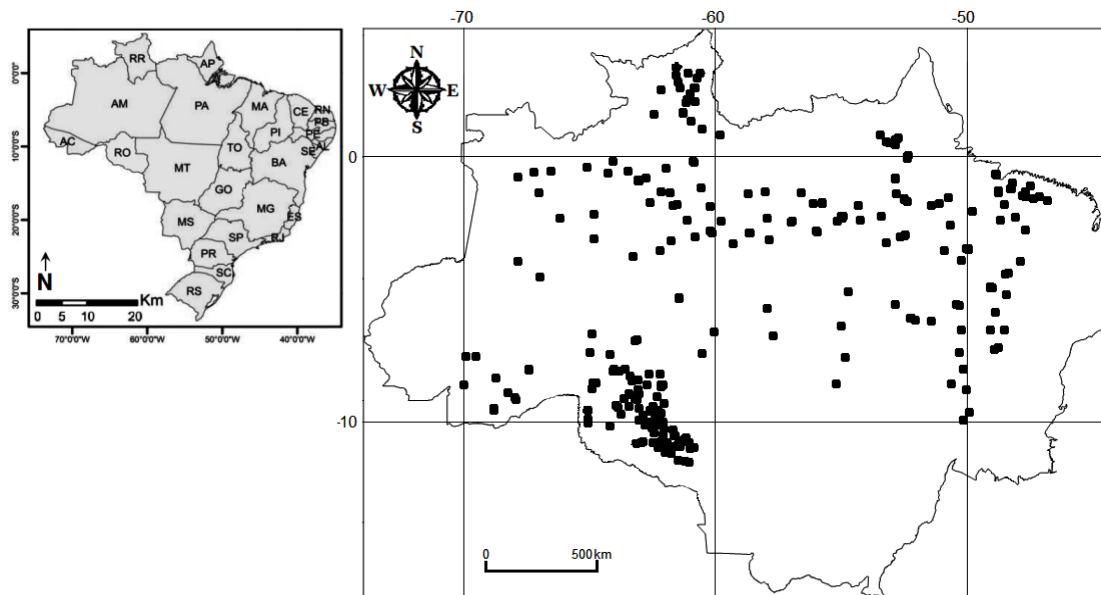 RR
AP
0°0'0"
AM
PA
MA
CE
RN
PB
PI
PE
AC
TO
AL
10°0'0"S
RO
SE
BA
MT
GO
MG
MS
ES
20°0'0"S
SP
RJ
PR
N
SC
RS
Km
30°0'0"S
0 5 10 20
70°0'0"W 60°0'0"W 50°0'0"W 40°0'0"W
-70 -60 -50
N
W E
S
0
-10
0 500km